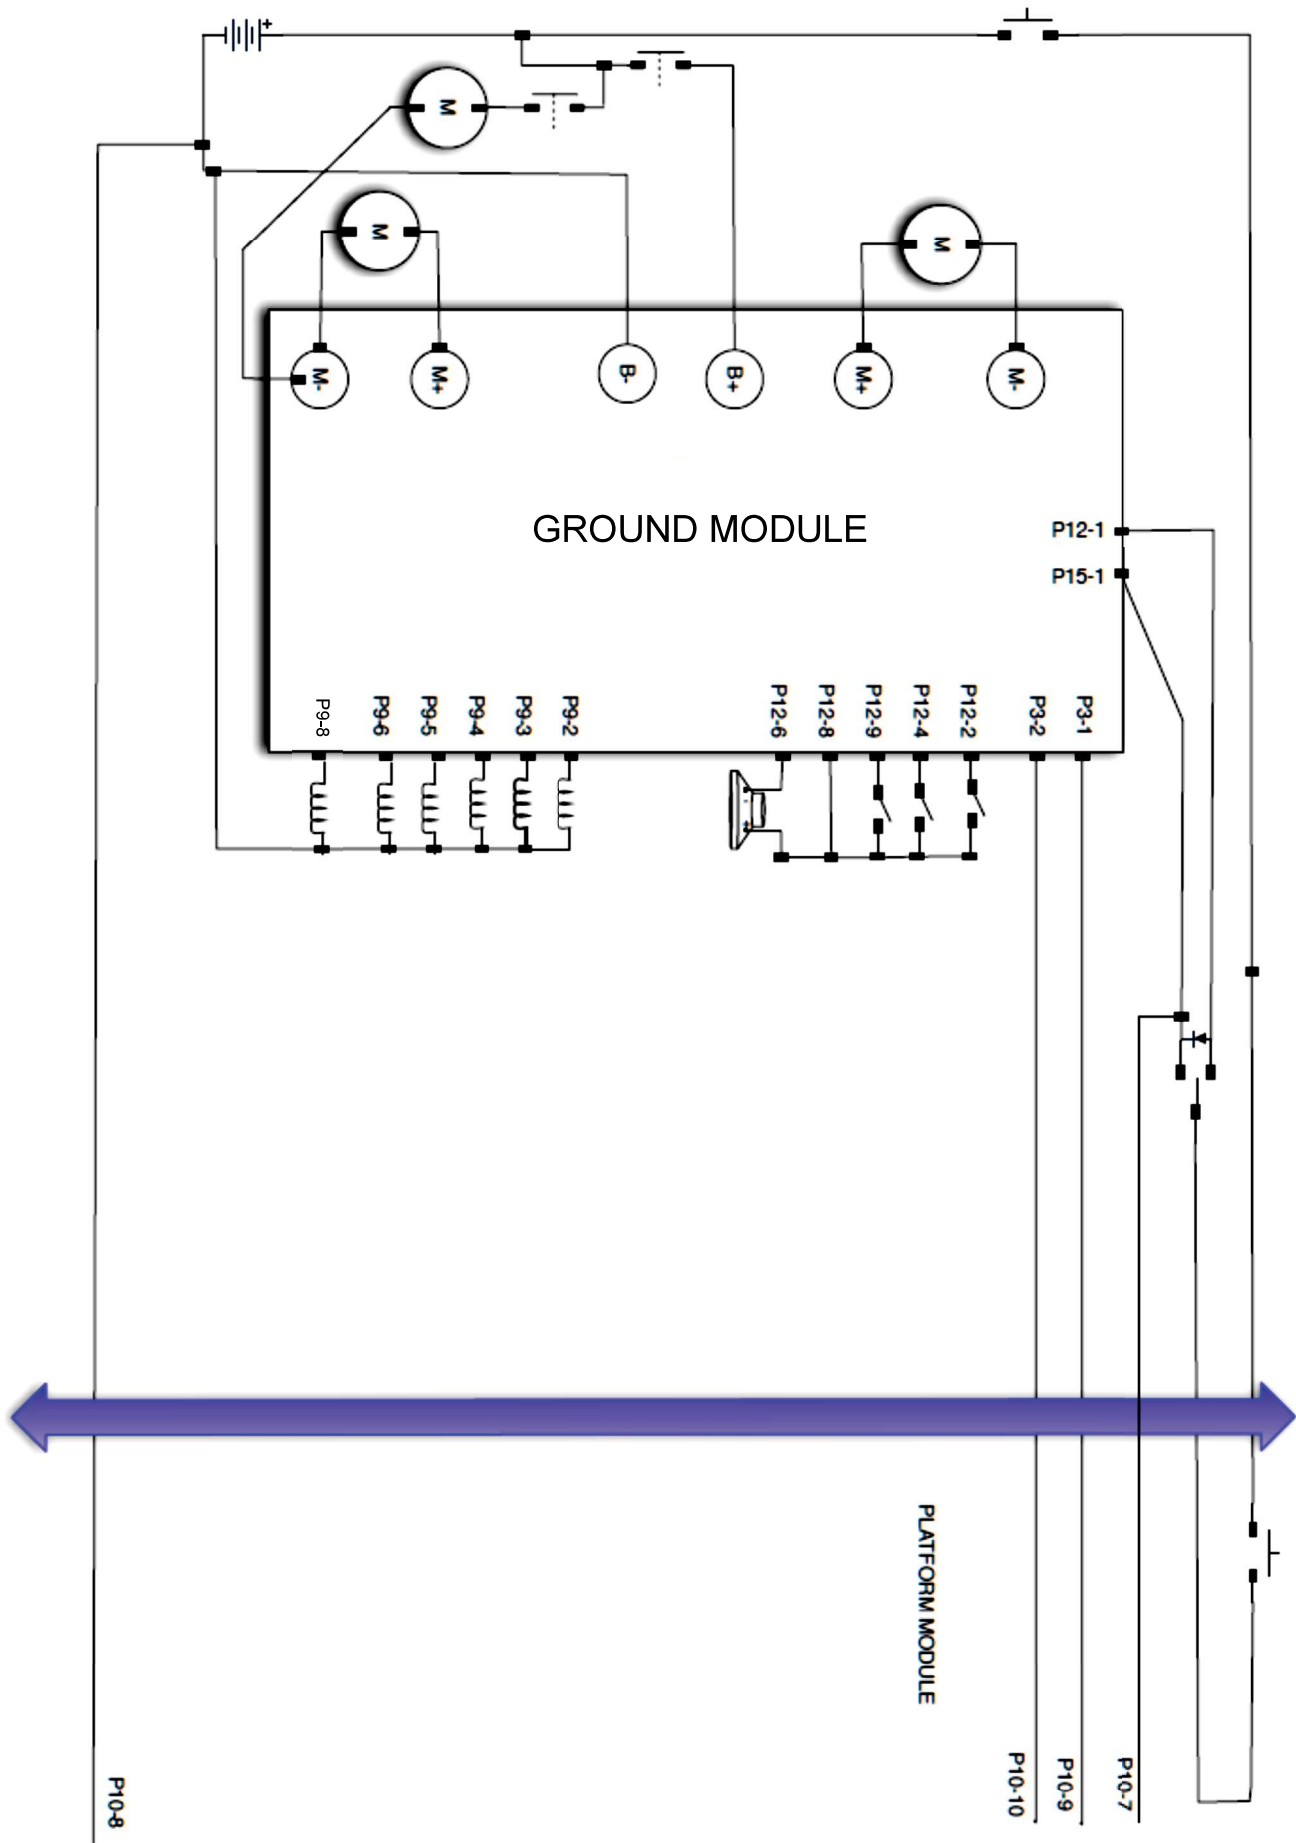 +
M
M
M
M-
M+
B-
B+
M+
M-
GROUND MODULE
P12-1
P15-1
P9-8
P9-6
P9-5
P9-4
P9-3
P9-2
P12-6
P12-8
P12-9
P12-4
P12-2
P3-2
P3-1
PLATFORM MODULE
P10-8
P10-10
P10-9
P10-7